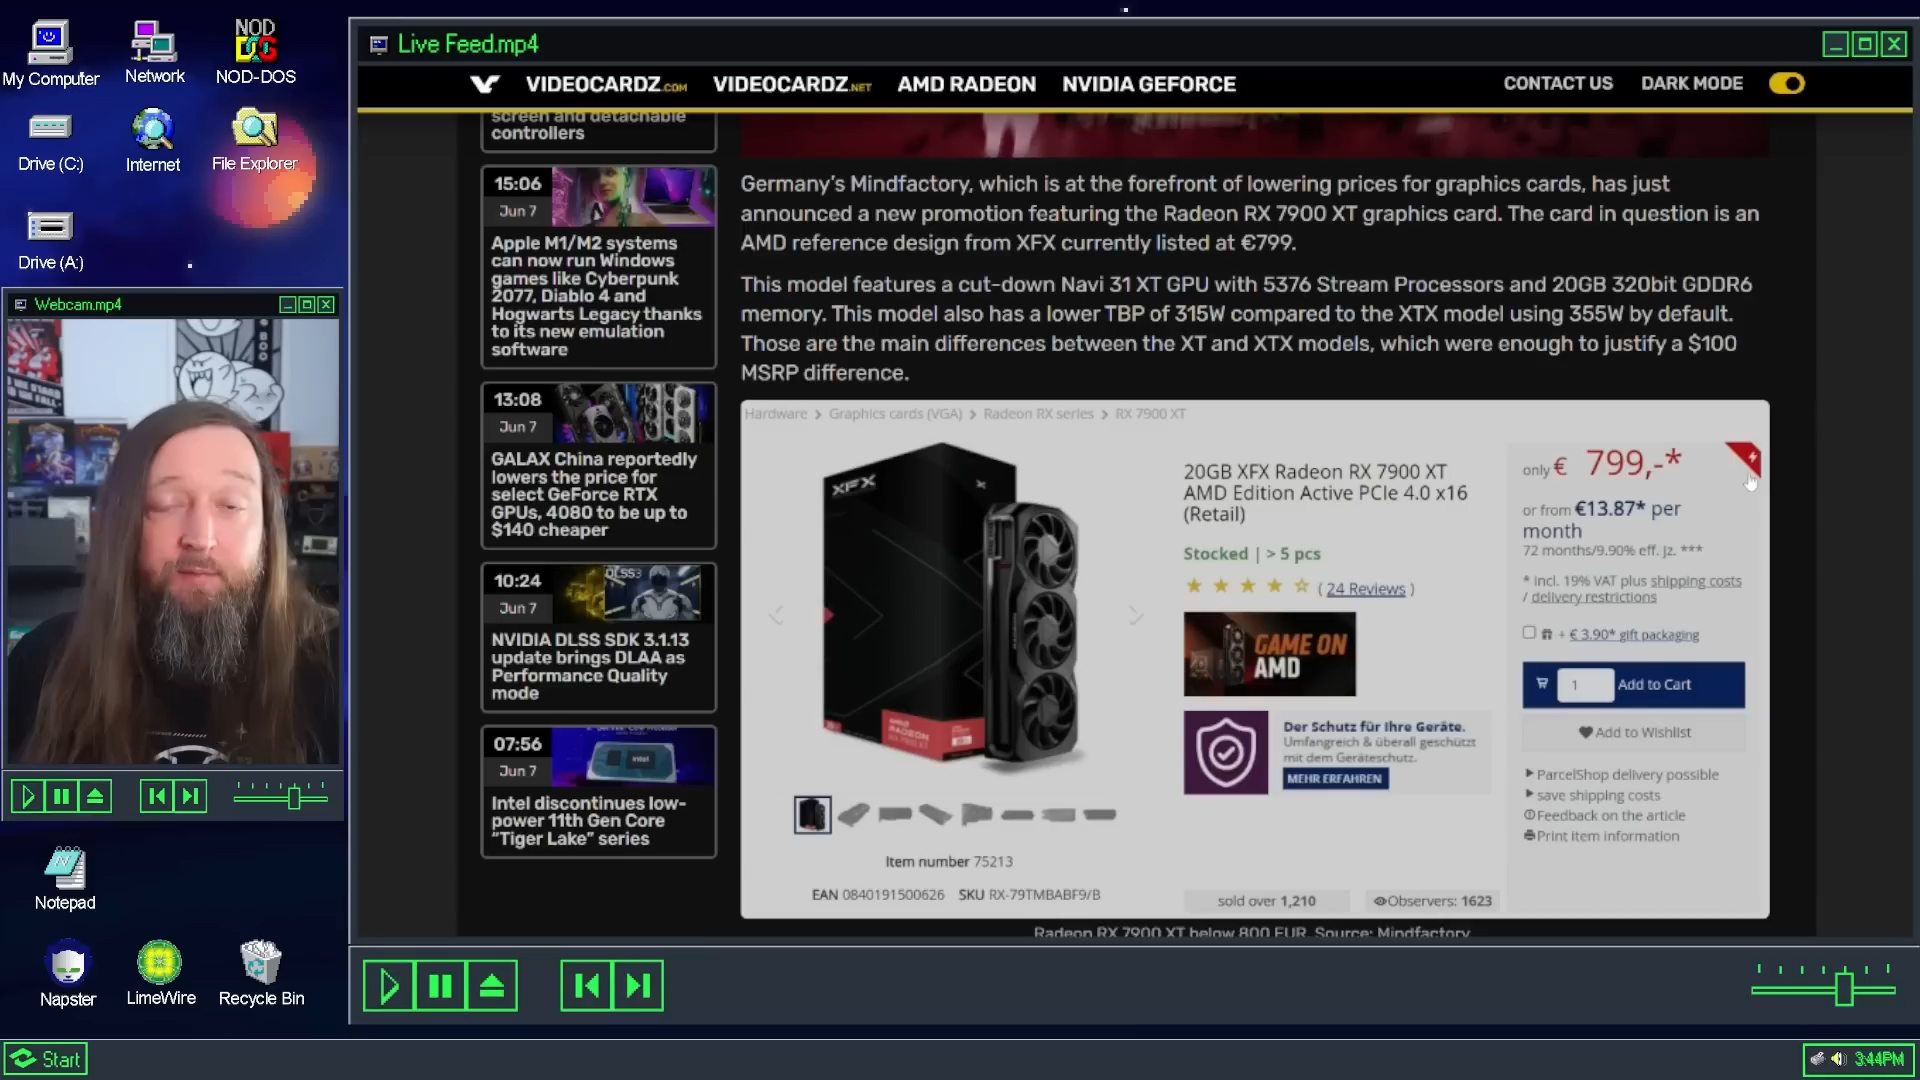 My Computer
Network
NOD-DOS
Drive (C:)
Internet
File Explorer
Drive (A:)
Webcam.mp4
BOO
Notepad
Napster
LimeWire
Recycle Bin
Start
3:44PM
Live Feed.mp4
VIDEOCARDZ.COM
VIDEOCARDZ.NET
AMD RADEON
NVIDIA GEFORCE
CONTACT US
DARK MODE
screen and detachable
controllers
15:06
Jun 7
Apple M1/M2 systems
can now run Windows
games like Cyberpunk
2077, Diablo 4 and
Hogwarts Legacy thanks
to its new emulation
software
13:08
Jun 7
GALAX China reportedly
lowers the price for
select GeForce RTX
GPUs, 4080 to be up to
$140 cheaper
10:24
Jun 7
DLSS3
NVIDIA DLSS SDK 3.1.13
update brings DLAA as
Performance Quality
mode
07:56
Jun 7
intel
Intel discontinues low-
power 11th Gen Core
“Tiger Lake” series
Germany’s Mindfactory, which is at the forefront of lowering prices for graphics cards, has just
announced a new promotion featuring the Radeon RX 7900 XT graphics card. The card in question is an
AMD reference design from XFX currently listed at €799.
This model features a cut-down Navi 31 XT GPU with 5376 Stream Processors and 20GB 320bit GDDR6
memory. This model also has a lower TBP of 315W compared to the XTX model using 355W by default.
Those are the main differences between the XT and XTX models, which were enough to justify a $100
MSRP difference.
Hardware > Graphics cards (VGA) > Radeon RX series > RX 7900 XT
XFX
AMD
RADEON
20GB XFX Radeon RX 7900 XT
AMD Edition Active PCIe 4.0 x16
(Retail)
Stocked | > 5 pcs
( 24 Reviews )
GAME ON
AMD
Der Schutz für Ihre Geräte.
Umfangreich & überall geschützt
mit dem Geräteschutz.
MEHR ERFAHREN
only € 799,-*
or from €13.87* per
month
72 months/9.90% eff. Jz. ***
* incl. 19% VAT plus shipping costs
/ delivery restrictions
+ € 3.90* gift packaging
1
Add to Cart
Add to Wishlist
ParcelShop delivery possible
save shipping costs
Feedback on the article
Print item information
Item number 75213
EAN 0840191500626 SKU RX-79TMBABF9/B
sold over 1,210
Observers: 1623
Radeon RX 7900 XT below 800 EUR, Source: Mindfactory